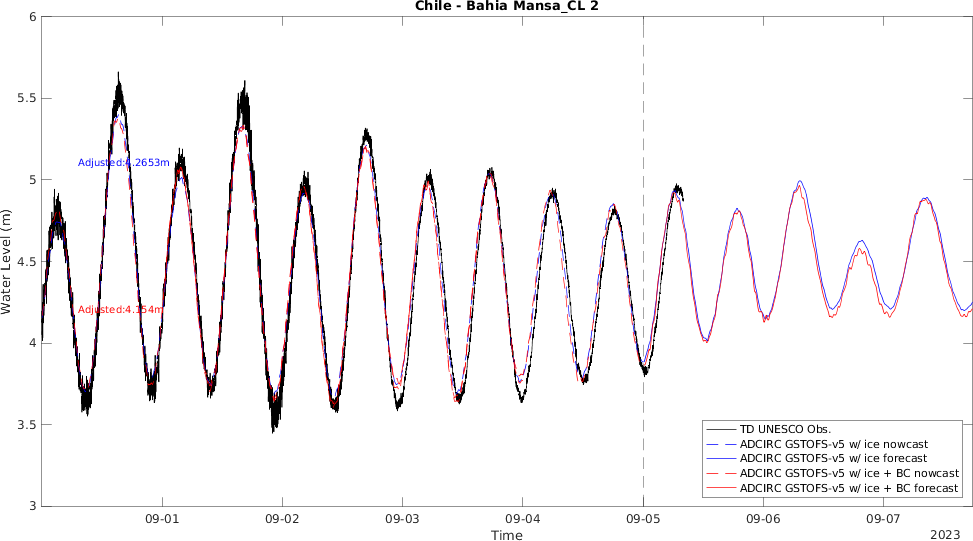 Chile - Bahia Mansa_CL 2
6
5.5
5
4.5
4
3.5
3
Water Level (m)
Adjusted:4.2653m
Adjusted:4.154m
TD UNESCO Obs.
ADCIRC GSTOFS-v5 w/ ice nowcast
ADCIRC GSTOFS-v5 w/ ice forecast
ADCIRC GSTOFS-v5 w/ ice + BC nowcast
ADCIRC GSTOFS-v5 w/ ice + BC forecast
09-01 09-02 09-03 09-04 09-05 09-06 09-07
Time
2023